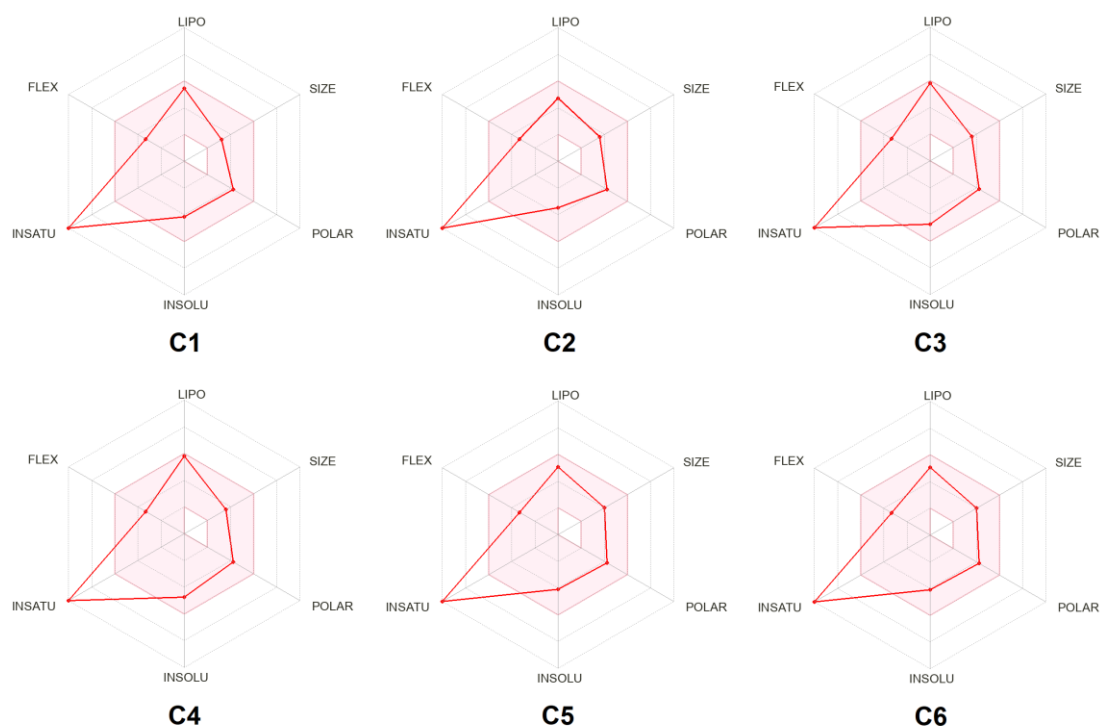 LIPO LIPO LIPO
FLEX SIZE FLEX SIZE FLEX SIZE
INSATU POLAR INSATU POLAR INSATU POLAR
INSOLU INSOLU INSOLU
C1 C2 C3
LIPO LIPO LIPO
FLEX SIZE FLEX SIZE FLEX SIZE
INSATU POLAR INSATU POLAR INSATU POLAR
INSOLU INSOLU INSOLU
C4 C5 C6